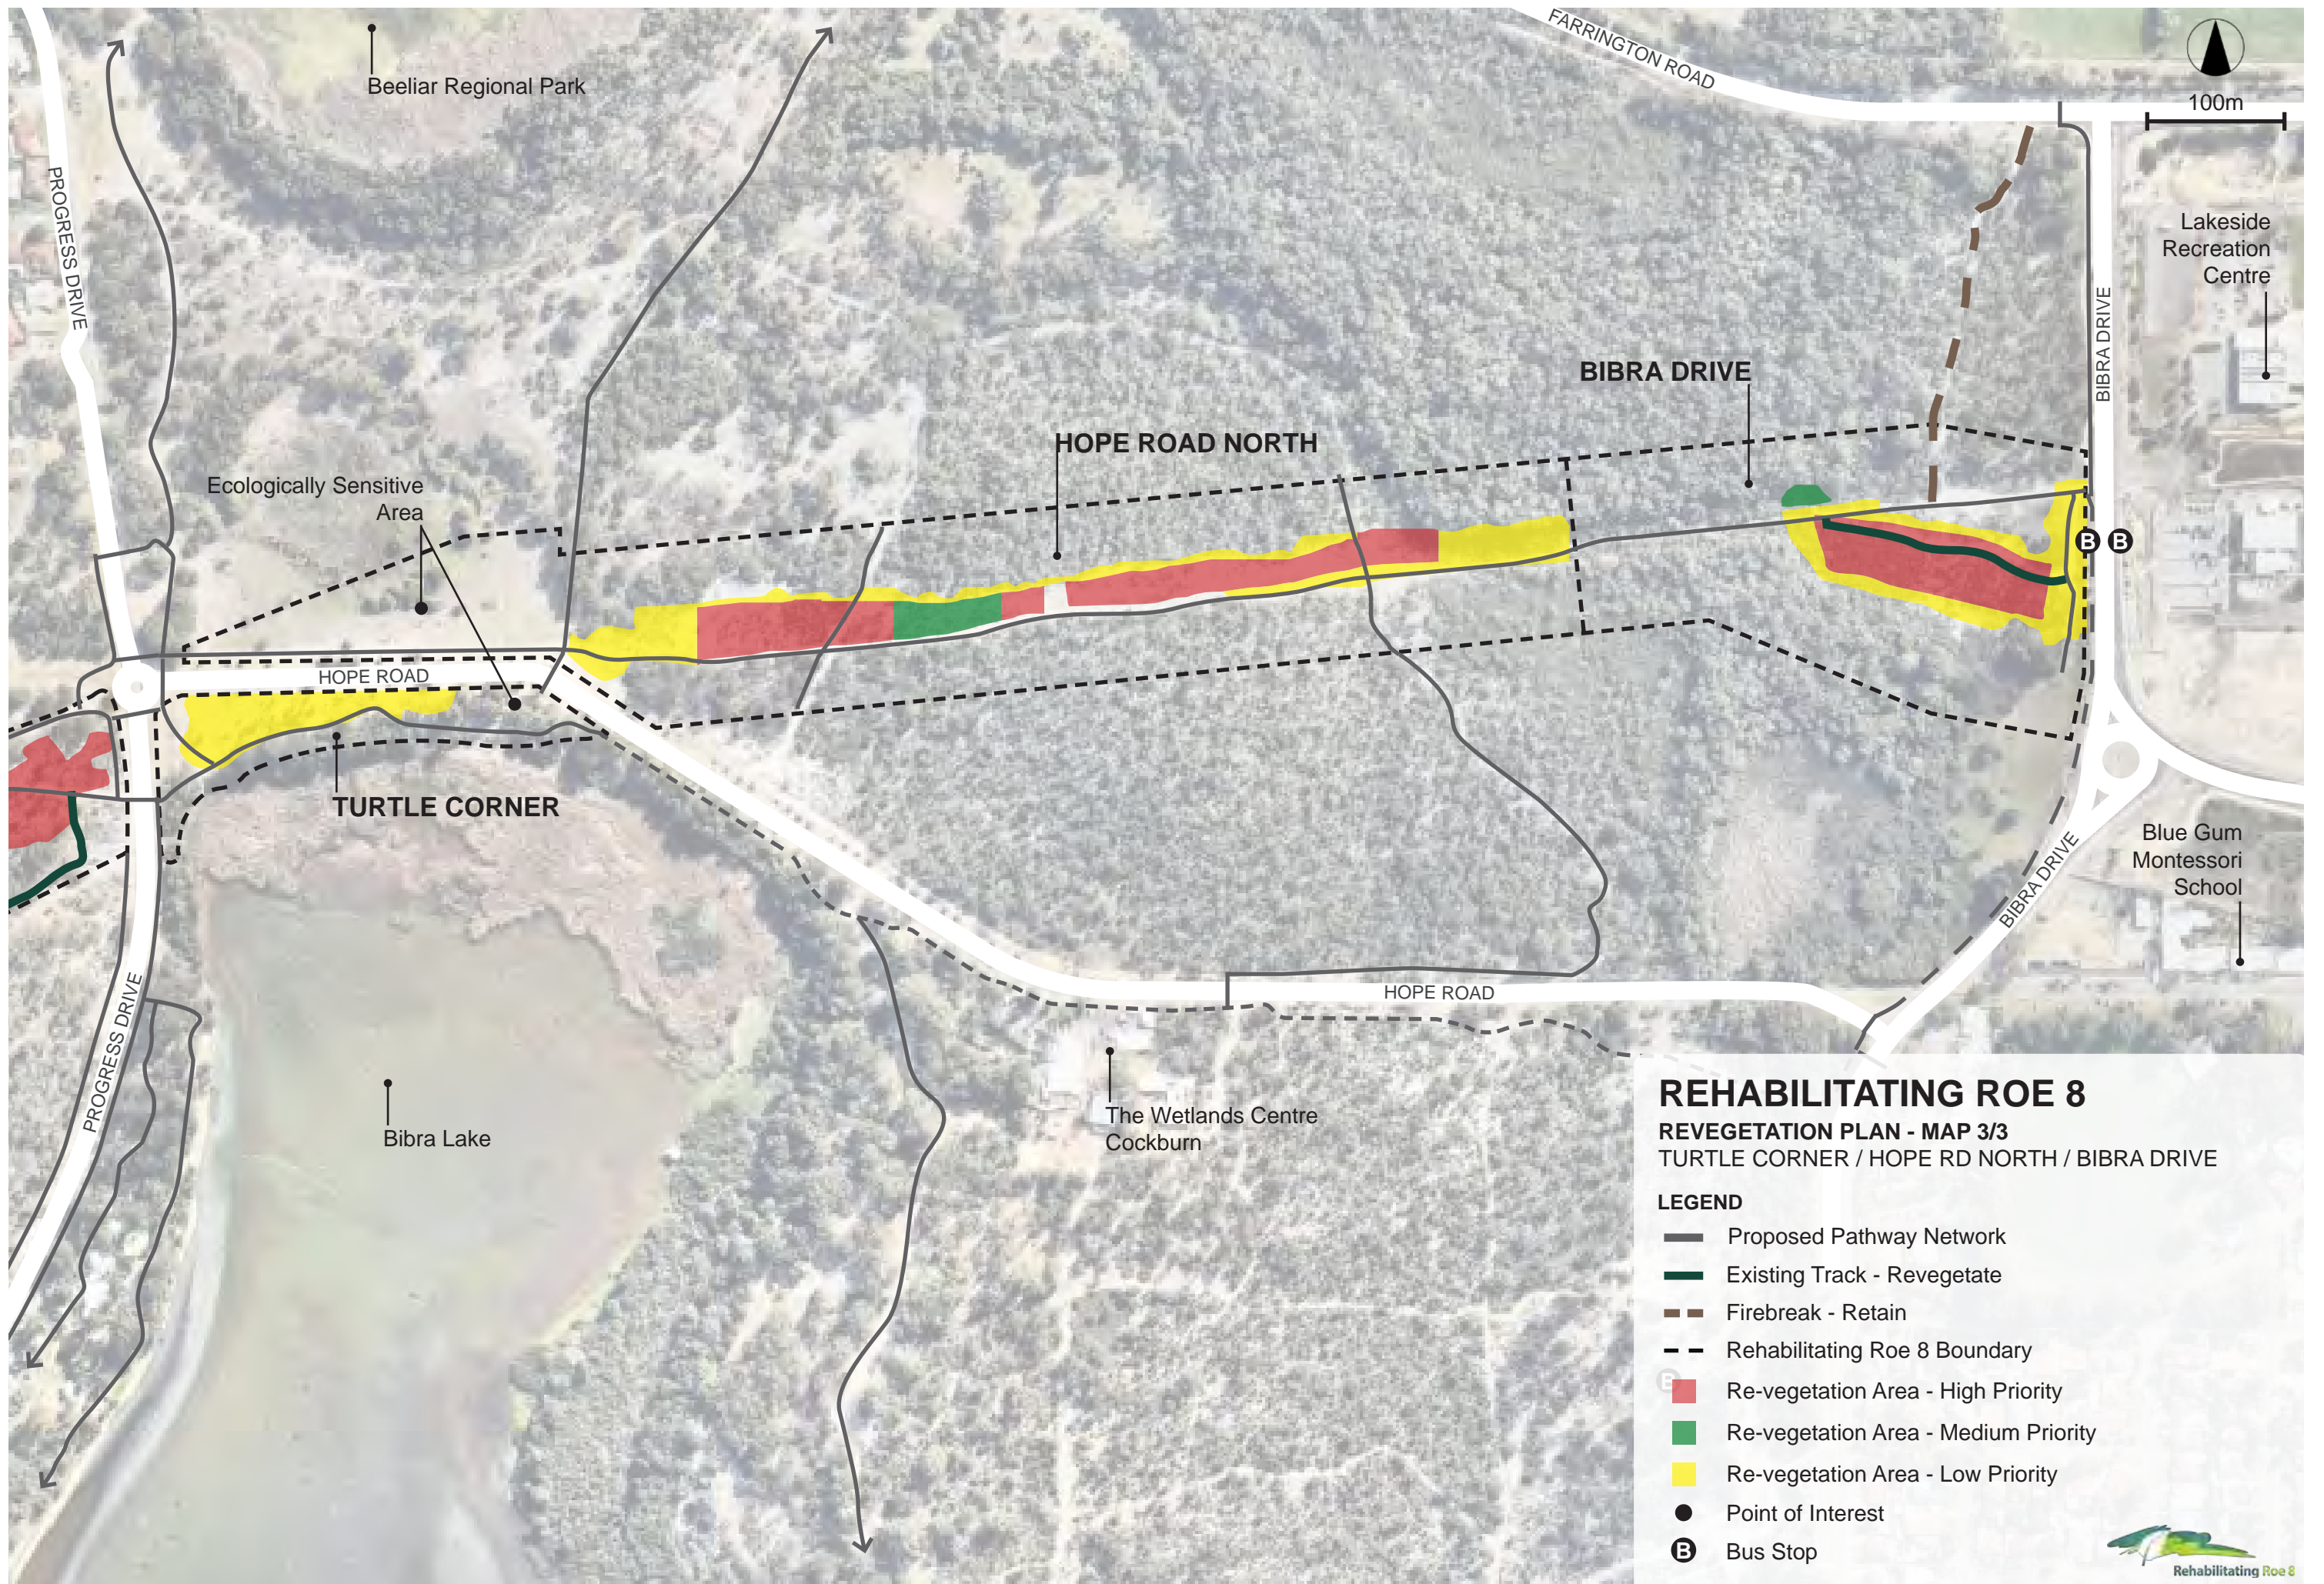 FARRINGTON ROAD
100m
Beeliar Regional Park
PROGRESS DRIVE
Lakeside
Recreation
Centre
BIBRA DRIVE
BIBRA DRIVE
HOPE ROAD NORTH
Ecologically Sensitive
Area
B B
HOPE ROAD
TURTLE CORNER
Blue Gum
Montessori
School
BIBRA DRIVE
PROGRESS DRIVE
HOPE ROAD
Bibra Lake
The Wetlands Centre
Cockburn
REHABILITATING ROE 8
REVEGETATION PLAN - MAP 3/3
TURTLE CORNER / HOPE RD NORTH / BIBRA DRIVE
LEGEND
Proposed Pathway Network
Existing Track - Revegetate
Firebreak - Retain
Rehabilitating Roe 8 Boundary
B
Re-vegetation Area - High Priority
Re-vegetation Area - Medium Priority
Re-vegetation Area - Low Priority
Point of Interest
B Bus Stop
Rehabilitating Roe 8